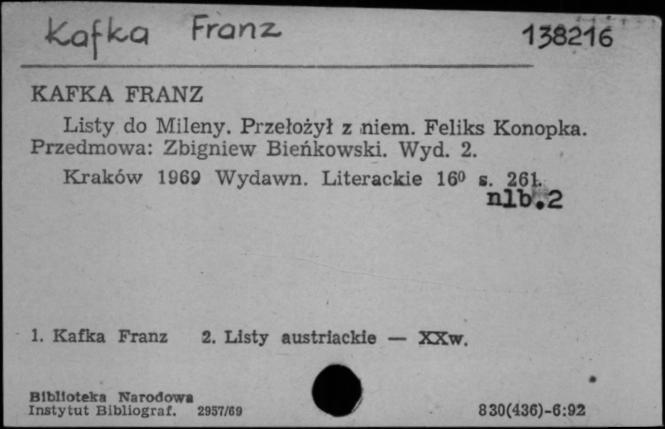 Kafka Franz 138216
KAFKA FRANZ
Listy do Mileny. Przełożył z niem. Feliks Konopka.
Przedmowa: Zbigniew Bieńkowski. Wyd. 2.
Kraków 1969 Wydawn. Literackie 16⁰ s. 261.
nlb.2
1. Kafka Franz 2. Listy austriackie — XXw.
Biblioteka Narodowa
Instytut Bibliograf. 2957/69 830(436)-6:92